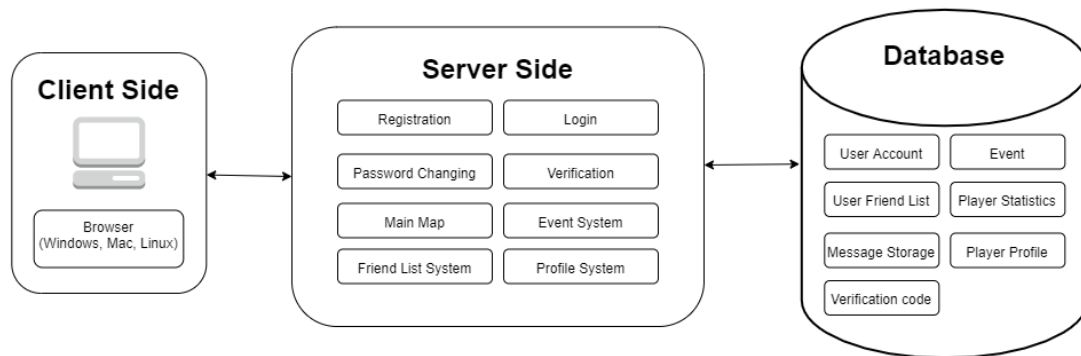 Client Side
Browser
(Windows, Mac, Linux)
Server Side
Registration
Login
Password Changing
Verification
Main Map
Event System
Friend List System
Profile System
Database
User Account
Event
User Friend List
Player Statistics
Message Storage
Player Profile
Verification code